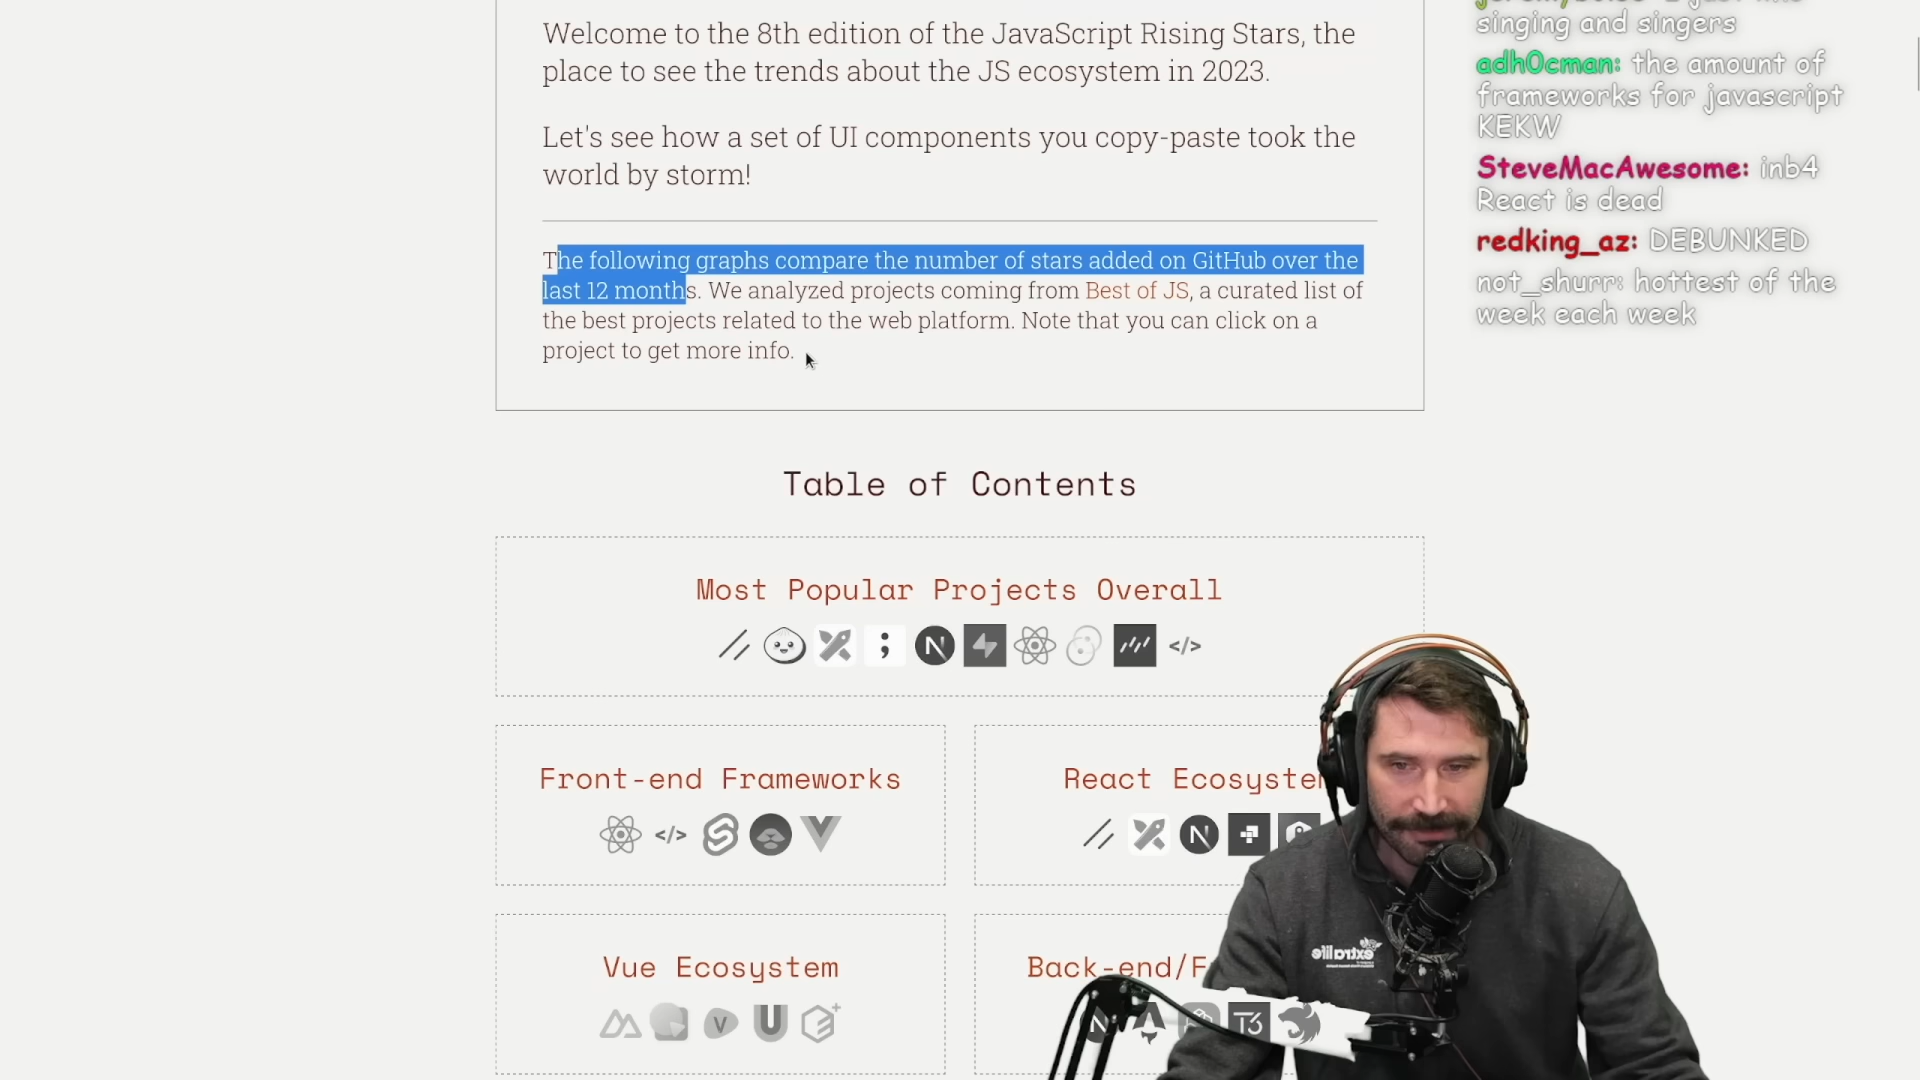 Welcome to the 8th edition of the JavaScript Rising Stars, the
place to see the trends about the JS ecosystem in 2023.
Let's see how a set of UI components you copy-paste took the
world by storm!
The following graphs compare the number of stars added on GitHub over the
last 12 months. We analyzed projects coming from Best of JS, a curated list of
the best projects related to the web platform. Note that you can click on a
project to get more info.
Table of Contents
Most Popular Projects Overall
Front-end Frameworks
React Ecosystem
Vue Ecosystem
Back-end/F
T3
singing and singers
adh0cman: the amount of
frameworks for javascript
KEKW
SteveMacAwesome: inb4
React is dead
redking_az: DEBUNKED
not_shurr: hottest of the
week each week
extralife